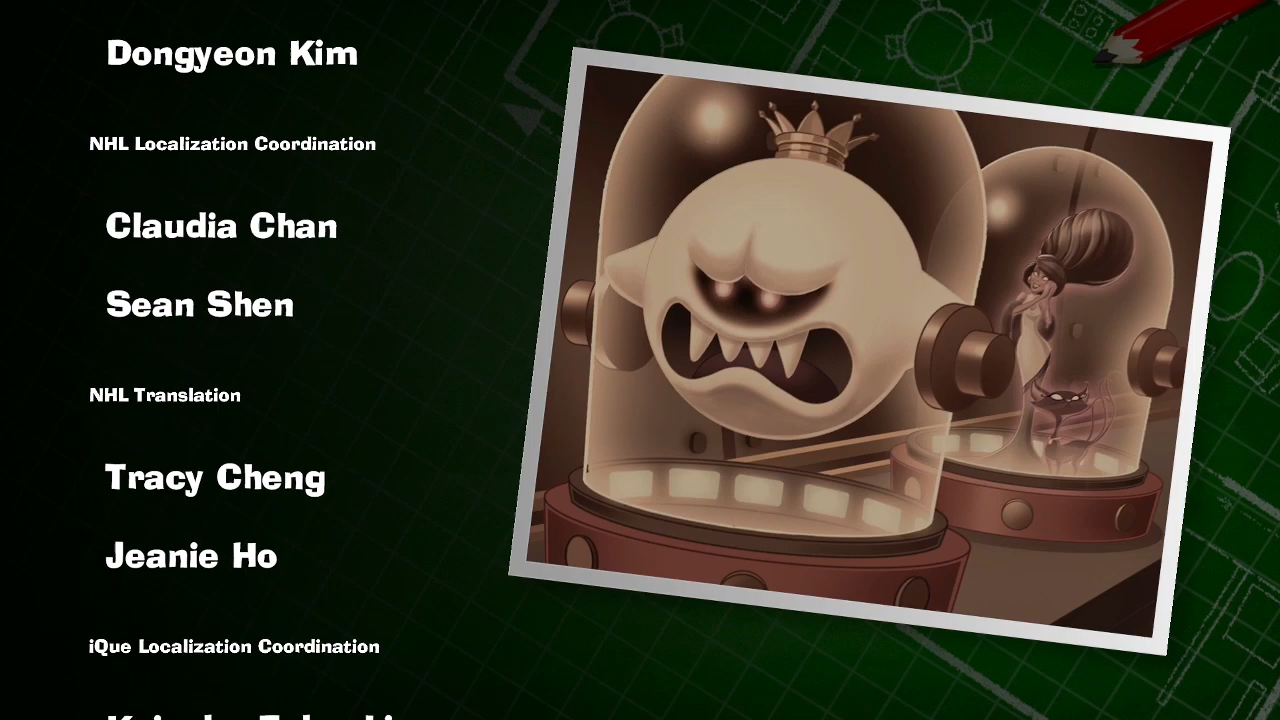 Dongyeon Kim
NHL Localization Coordination
Claudia Chan
Sean Shen
NHL Translation
Tracy Cheng
Jeanie Ho
iQue Localization Coordination